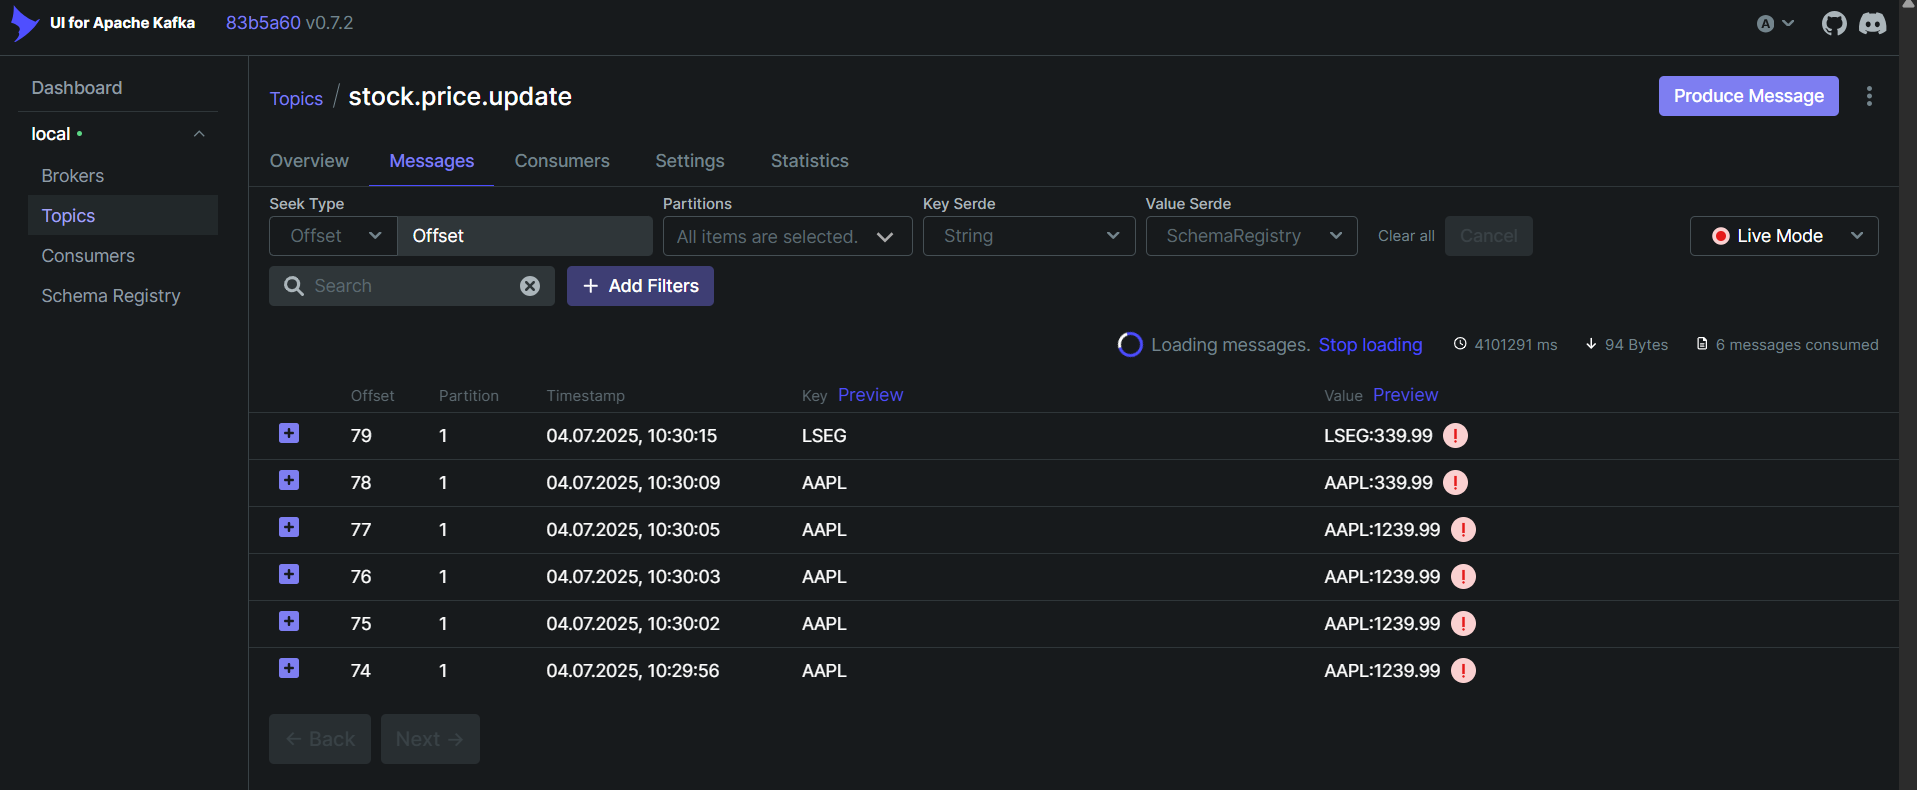 UI for Apache Kafka 83b5a60 v0.7.2 A
Dashboard
local
Brokers
Topics
Consumers
Schema Registry
Topics / stock.price.update
Produce Message
Overview Messages Consumers Settings Statistics
Seek Type Partitions Key Serde Value Serde
Offset Offset All items are selected. String SchemaRegistry Clear all Cancel Live Mode
Search + Add Filters
Loading messages. Stop loading 4101291 ms 94 Bytes 6 messages consumed
Offset Partition Timestamp Key Preview Value Preview
79 1 04.07.2025, 10:30:15 LSEG LSEG:339.99 !
78 1 04.07.2025, 10:30:09 AAPL AAPL:339.99 !
77 1 04.07.2025, 10:30:05 AAPL AAPL:1239.99 !
76 1 04.07.2025, 10:30:03 AAPL AAPL:1239.99 !
75 1 04.07.2025, 10:30:02 AAPL AAPL:1239.99 !
74 1 04.07.2025, 10:29:56 AAPL AAPL:1239.99 !
← Back Next →